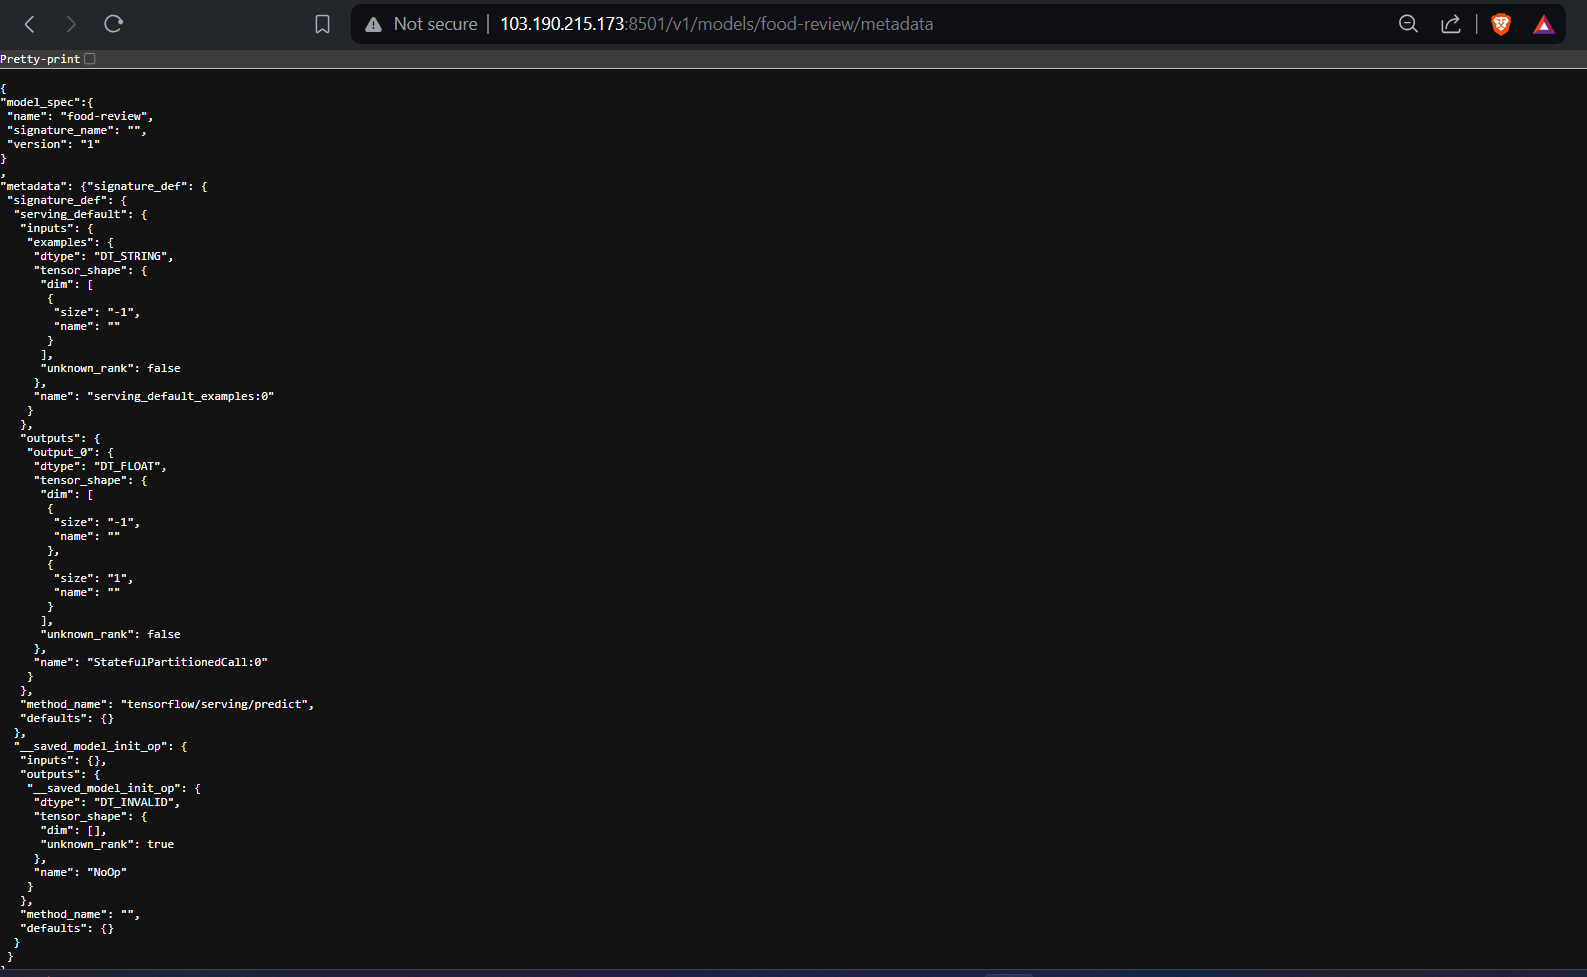 Not secure | 103.190.215.173:8501/v1/models/food-review/metadata
Pretty-print
{
"model_spec":{
 "name": "food-review",
 "signature_name": "",
 "version": "1"
}
,
"metadata": {"signature_def": {
 "signature_def": {
  "serving_default": {
   "inputs": {
    "examples": {
     "dtype": "DT_STRING",
     "tensor_shape": {
      "dim": [
       {
        "size": "-1",
        "name": ""
       }
      ],
      "unknown_rank": false
     },
     "name": "serving_default_examples:0"
    }
   },
   "outputs": {
    "output_0": {
     "dtype": "DT_FLOAT",
     "tensor_shape": {
      "dim": [
       {
        "size": "-1",
        "name": ""
       },
       {
        "size": "1",
        "name": ""
       }
      ],
      "unknown_rank": false
     },
     "name": "StatefulPartitionedCall:0"
    }
   },
   "method_name": "tensorflow/serving/predict",
   "defaults": {}
  },
  "__saved_model_init_op": {
   "inputs": {},
   "outputs": {
    "__saved_model_init_op": {
     "dtype": "DT_INVALID",
     "tensor_shape": {
      "dim": [],
      "unknown_rank": true
     },
     "name": "NoOp"
    }
   },
   "method_name": "",
   "defaults": {}
  }
 }